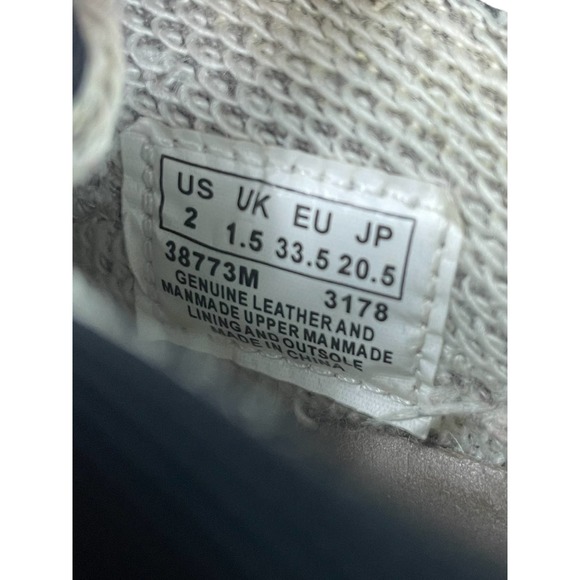 US UK EU JP
2 1.5 33.5 20.5
38773M 3178
GENUINE LEATHER AND
MANMADE UPPER MANMADE
LINING AND OUTSOLE
MADE IN CHINA